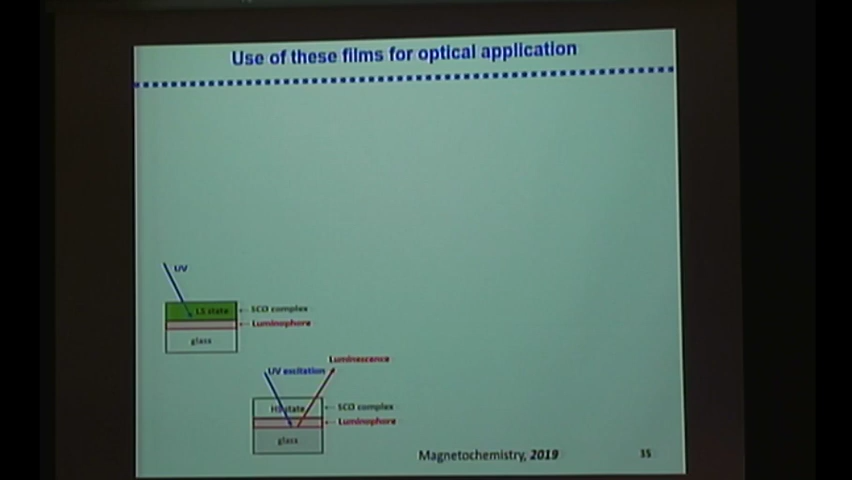 Use of these films for optical application
UV
LS state
SCO complex
Luminophore
glass
Luminescence
UV excitation
HS state
SCO complex
Luminophore
glass
Magnetochemistry, 2019
35